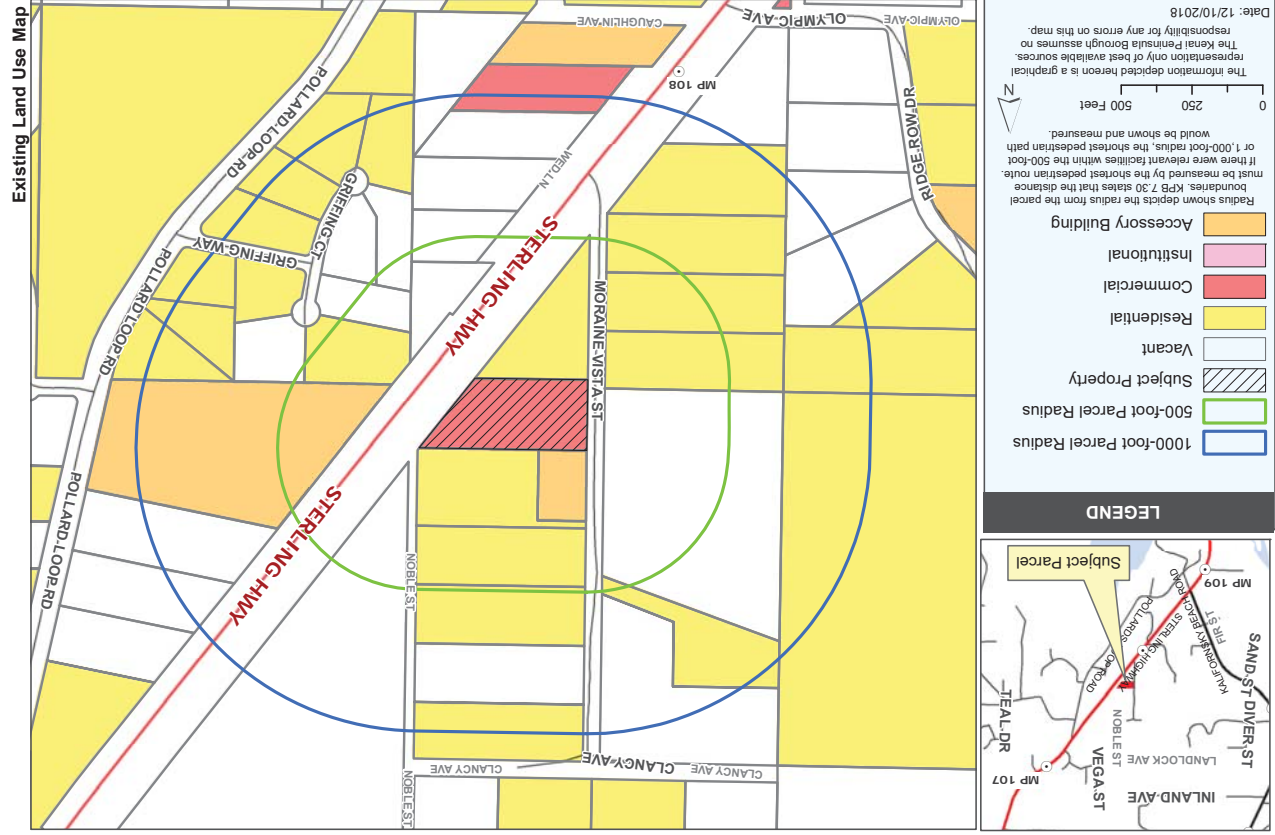 Existing Land Use Map
CAUGHLIN AVE
OLYMPIC AVE
OLYMPIC AVE
MP 108
POLLARD LOOP RD
WED LN
RIDGE ROW DR
GRIFFING CT
GRIFFING WAY
POLLARD LOOP RD
STERLING HWY
MORAINE VISTA ST
STERLING HWY
POLLARD LOOP RD
NOBLE ST
CLANCY AVE
CLANCY AVE
CLANCY AVE
NOBLE ST
LEGEND
1000-foot Parcel Radius
500-foot Parcel Radius
Subject Property
Vacant
Residential
Commercial
Institutional
Accessory Building
Radius shown depicts the radius from the parcel
boundaries. KPB 7.30 states that the distance
must be measured by the shortest pedestrian route.
If there were relevant facilities within the 500-foot
or 1,000-foot radius, the shortest pedestrian path
would be shown and measured.
0 250 500 Feet
N
The information depicted hereon is a graphical
representation only of best available sources.
The Kenai Peninsula Borough assumes no
responsibility for any errors on this map.
Date: 12/10/2018
INLAND AVE
MP 107
VEGA ST
LANDLOCK AVE
NOBLE ST
TEAL DR
SAND ST
DIVER ST
POLLARDS
OP ROAD
STERLING HIGHWAY
KALIFORNSKY BEACH ROAD
FIR ST
MP 109
Subject Parcel